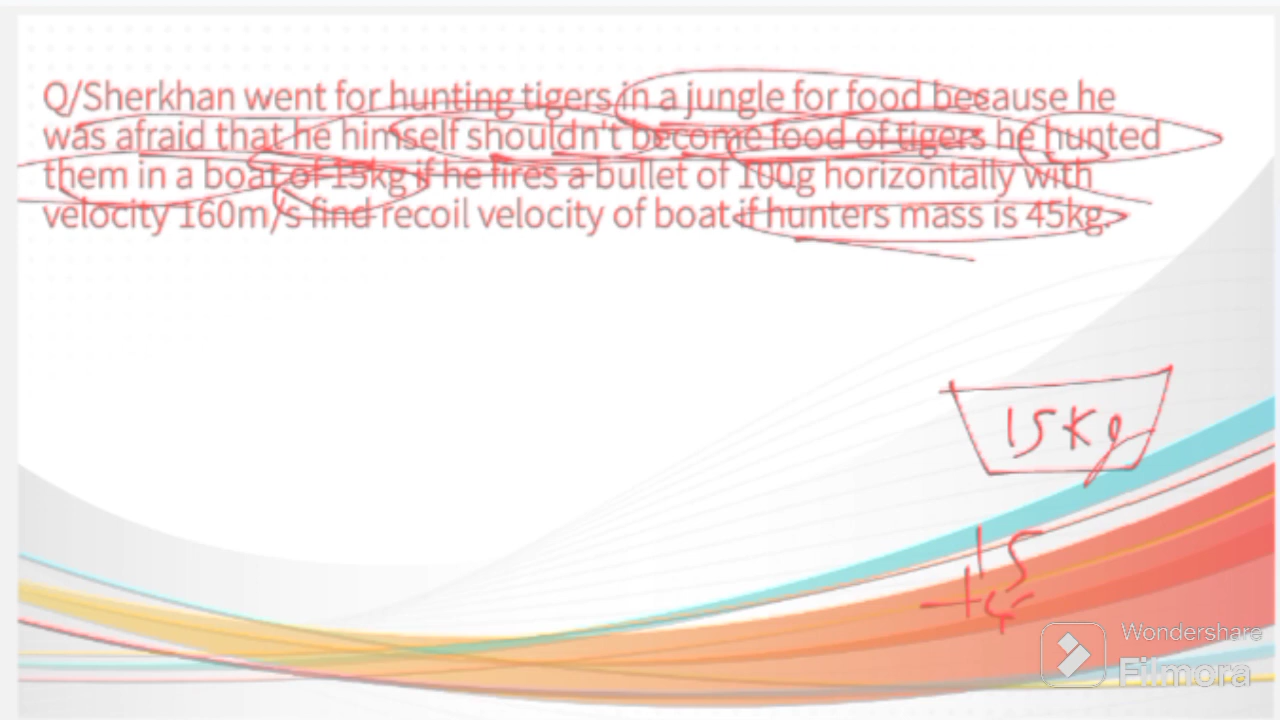 Q/Sherkhan went for hunting tigers in a jungle for food because he
was afraid that he himself shouldn't become food of tigers he hunted
them in a boat of 15kg if he fires a bullet of 100g horizontally with
velocity 160m/s find recoil velocity of boat if hunters mass is 45kg.
15Kg
15
+4
Wondershare
Filmora